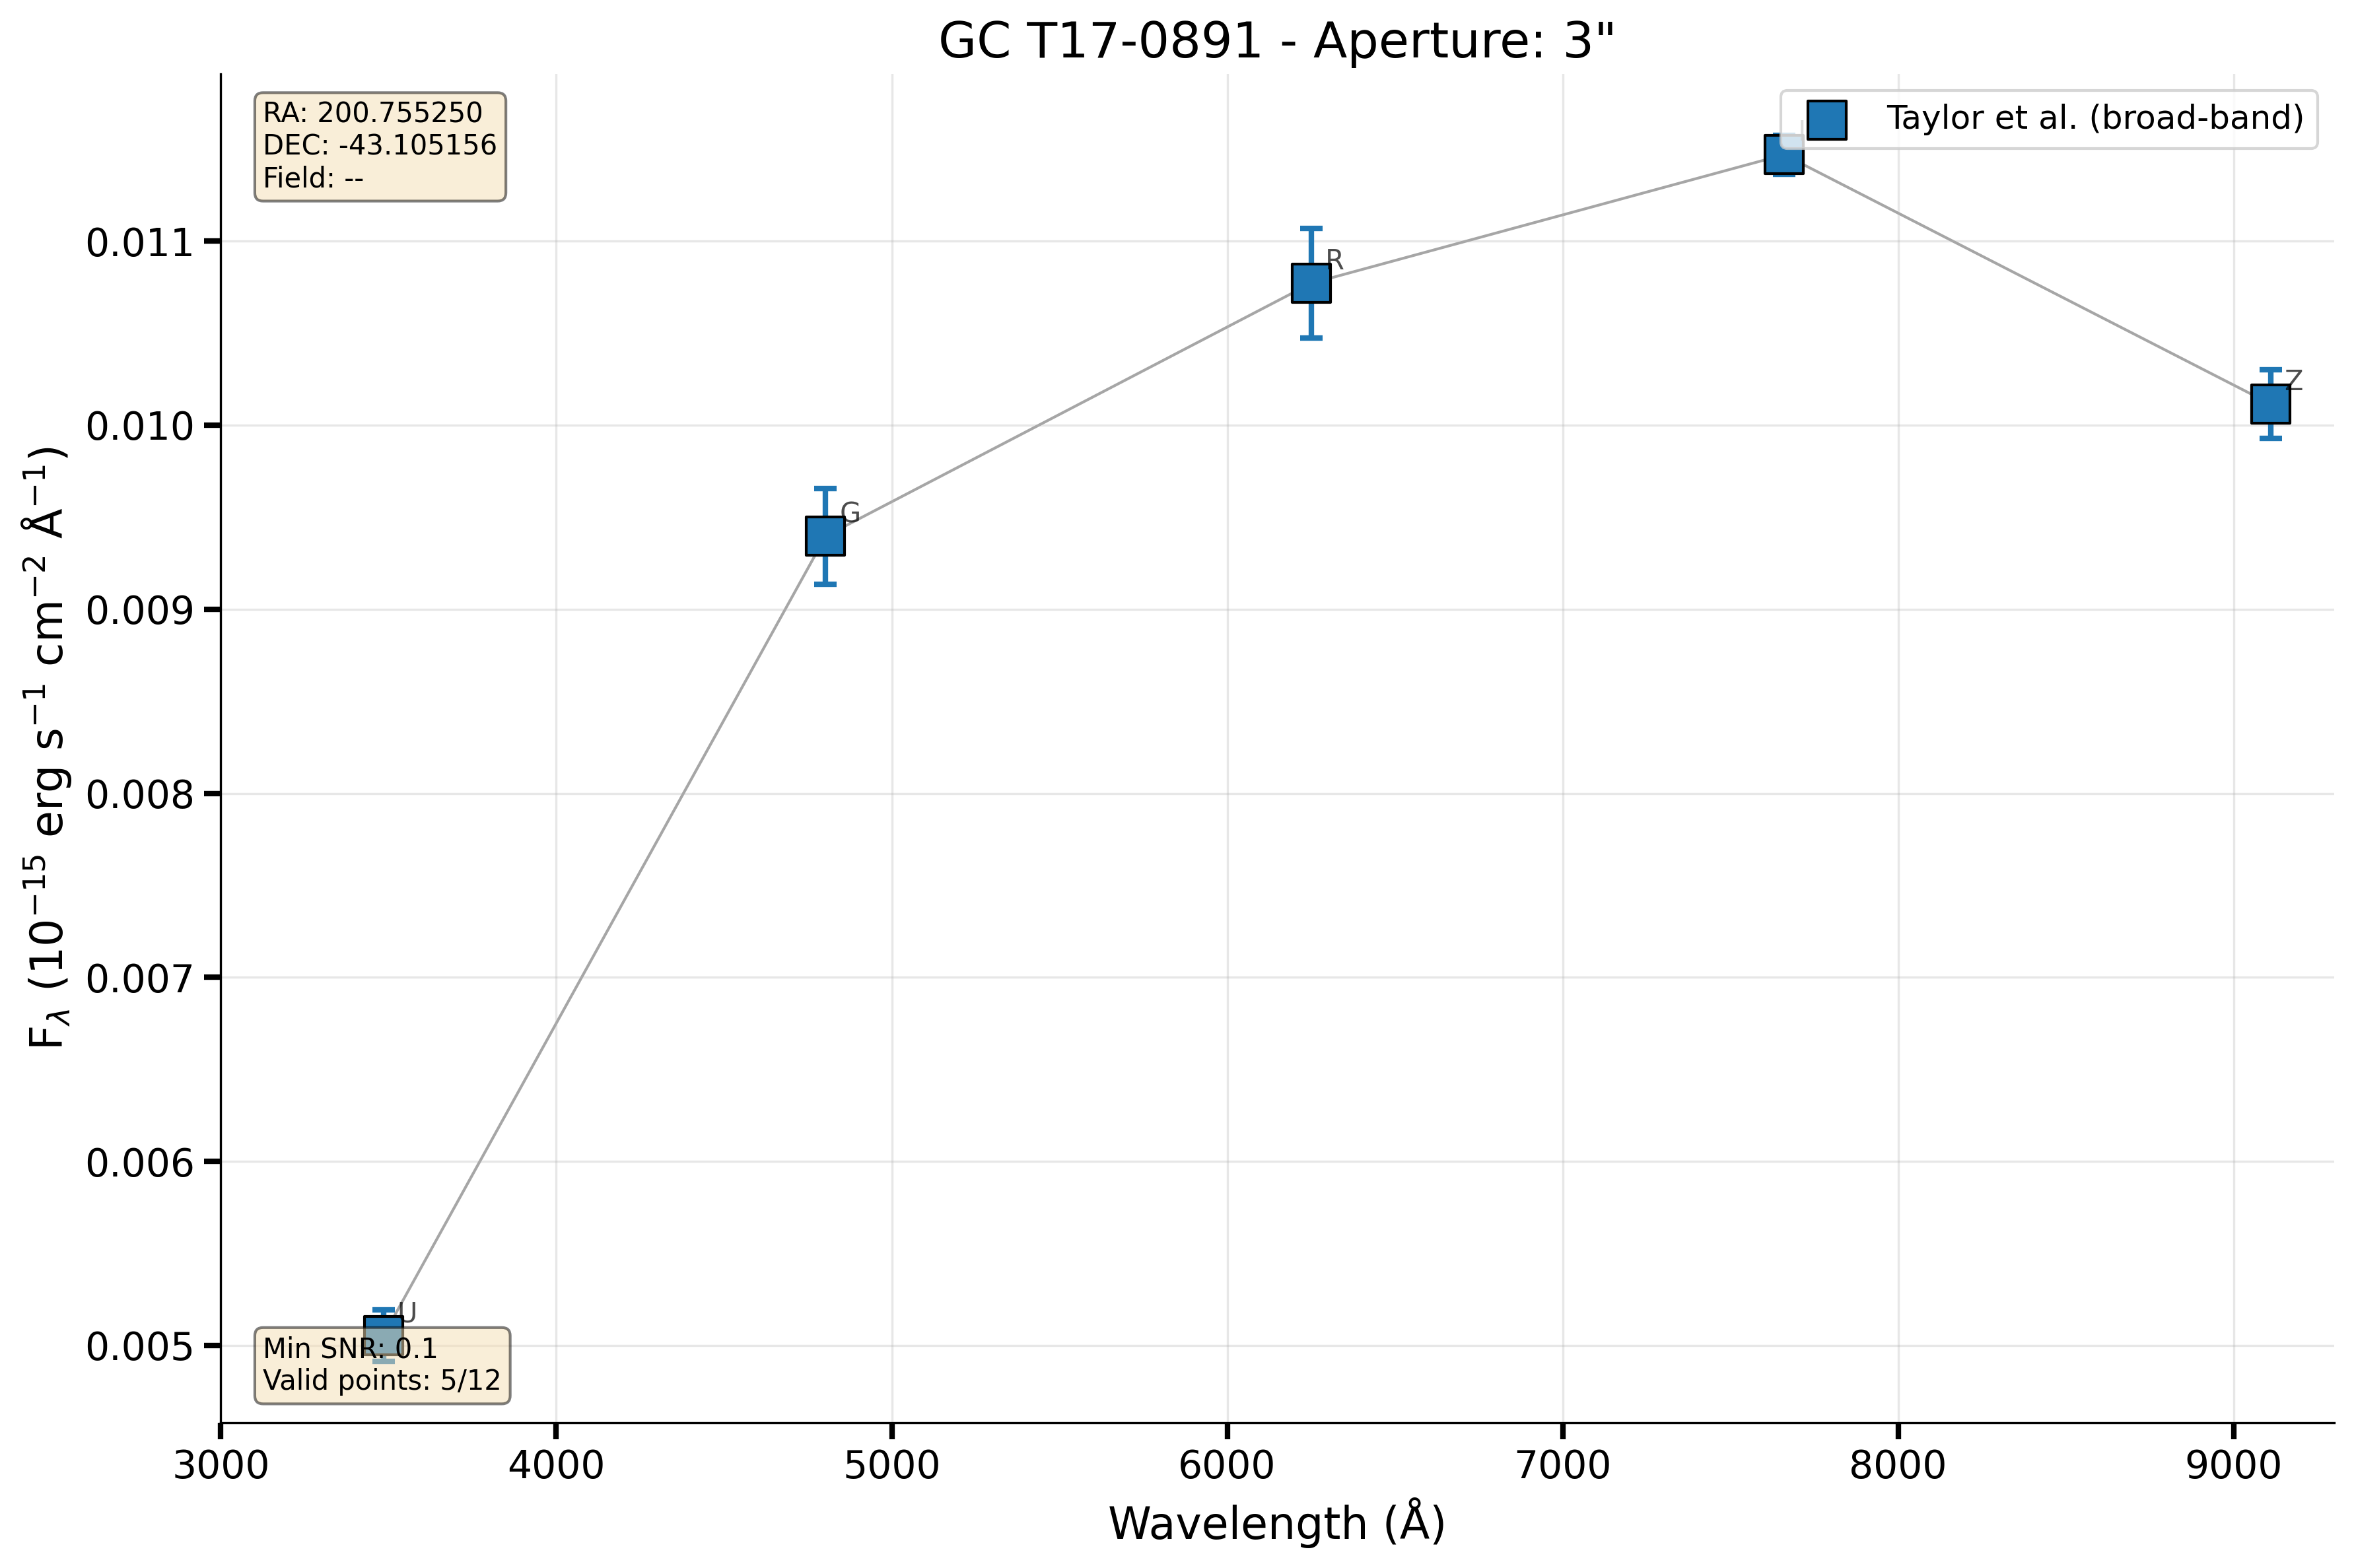 GC T17-0891 - Aperture: 3"
RA: 200.755250
DEC: -43.105156
Field: --
Taylor et al. (broad-band)
I
R
Z
G
U
Min SNR: 0.1
Valid points: 5/12
F_λ (10⁻¹⁵ erg s⁻¹ cm⁻² Å⁻¹)
0.011
0.010
0.009
0.008
0.007
0.006
0.005
3000 4000 5000 6000 7000 8000 9000
Wavelength (Å)